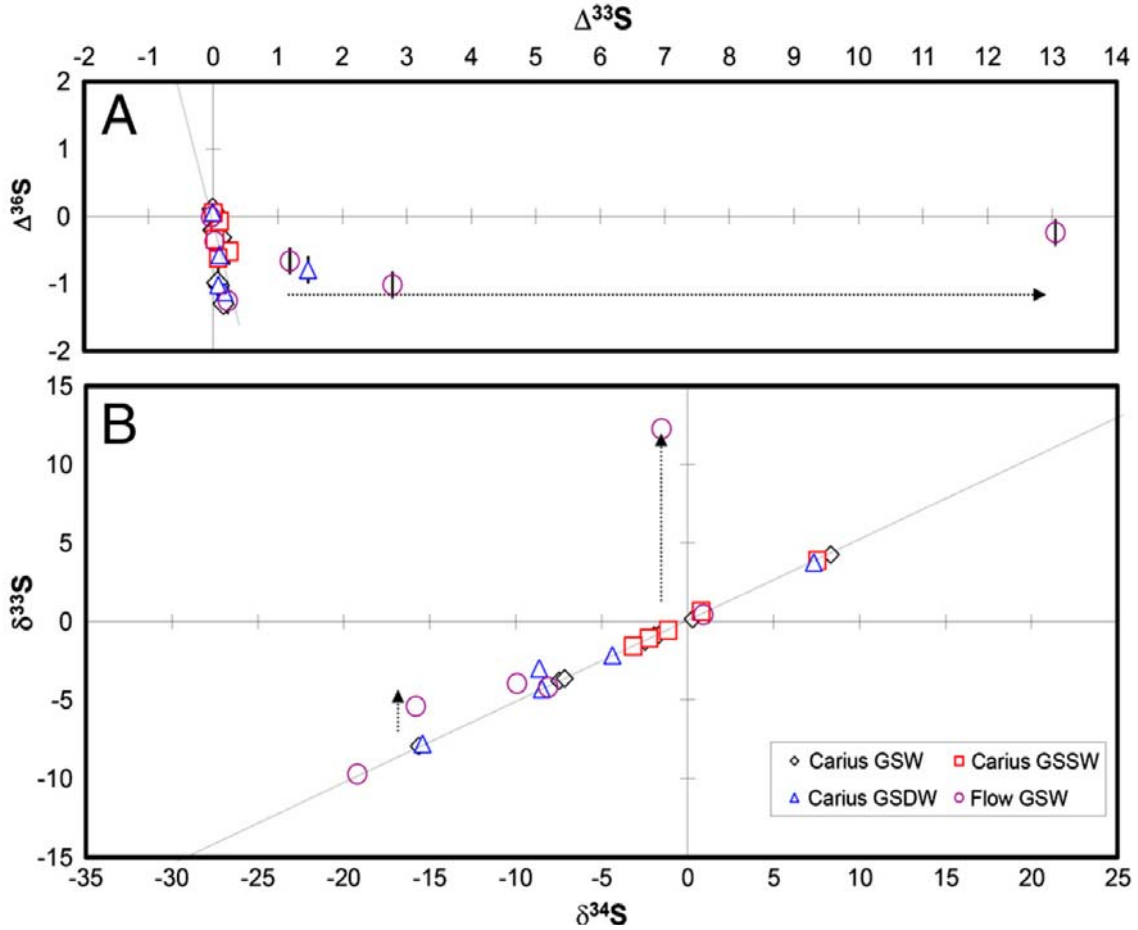 Δ³³S
-2 -1 0 1 2 3 4 5 6 7 8 9 10 11 12 13 14
A
2
1
0
-1
-2
Δ³⁶S
B
15
10
5
0
-5
-10
-15
δ³³S
Carius GSW Carius GSSW
Carius GSDW Flow GSW
-35 -30 -25 -20 -15 -10 -5 0 5 10 15 20 25
δ³⁴S